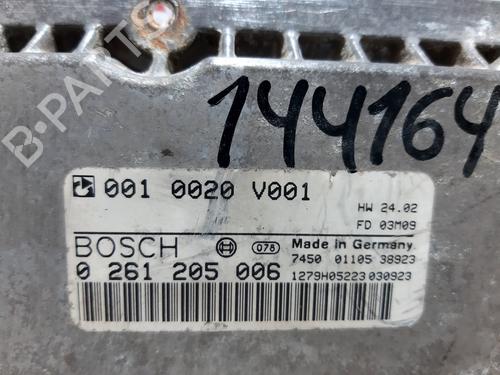 B-PARTS
144164
001 0020 V001
HW 24.02
FD 03M09
BOSCH 078 Made in Germany
7450 01105 38923
0 261 205 006 1279H05223 030923